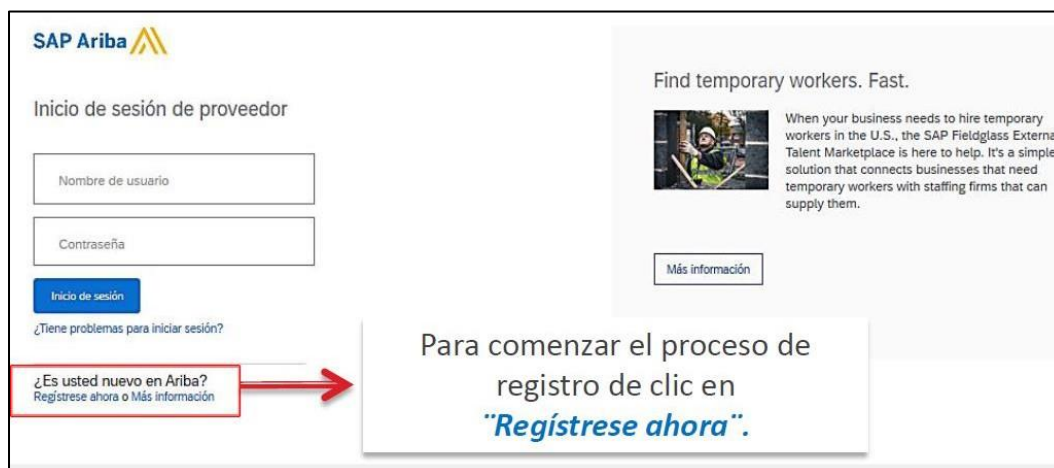 SAP Ariba
Inicio de sesión de proveedor
Nombre de usuario
Contraseña
Inicio de sesión
¿Tiene problemas para iniciar sesión?
¿Es usted nuevo en Ariba?
Regístrese ahora o Más información
Find temporary workers. Fast.
When your business needs to hire temporary
workers in the U.S., the SAP Fieldglass Externa
Talent Marketplace is here to help. It's a simple
solution that connects businesses that need
temporary workers with staffing firms that can
supply them.
Más información
Para comenzar el proceso de
registro de clic en
¨Regístrese ahora¨.